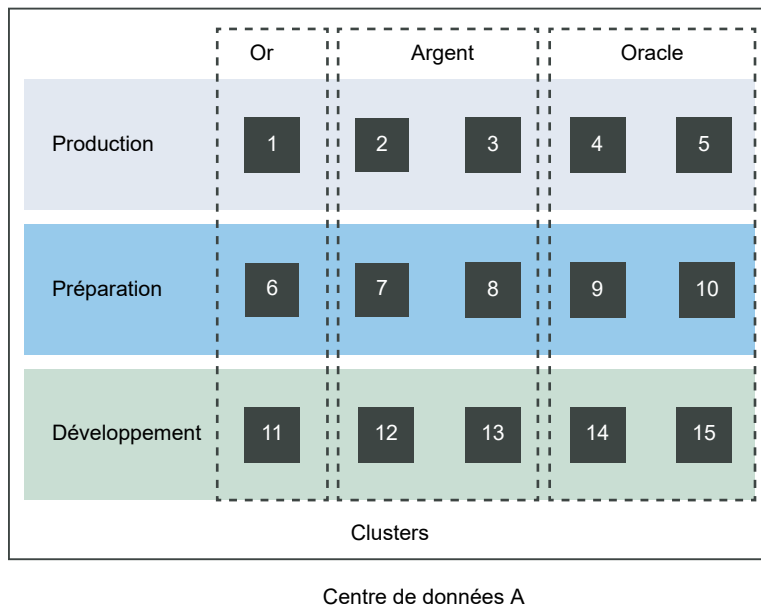 Or Argent Oracle
Production 1 2 3 4 5
Préparation 6 7 8 9 10
Développement 11 12 13 14 15
Clusters
Centre de données A